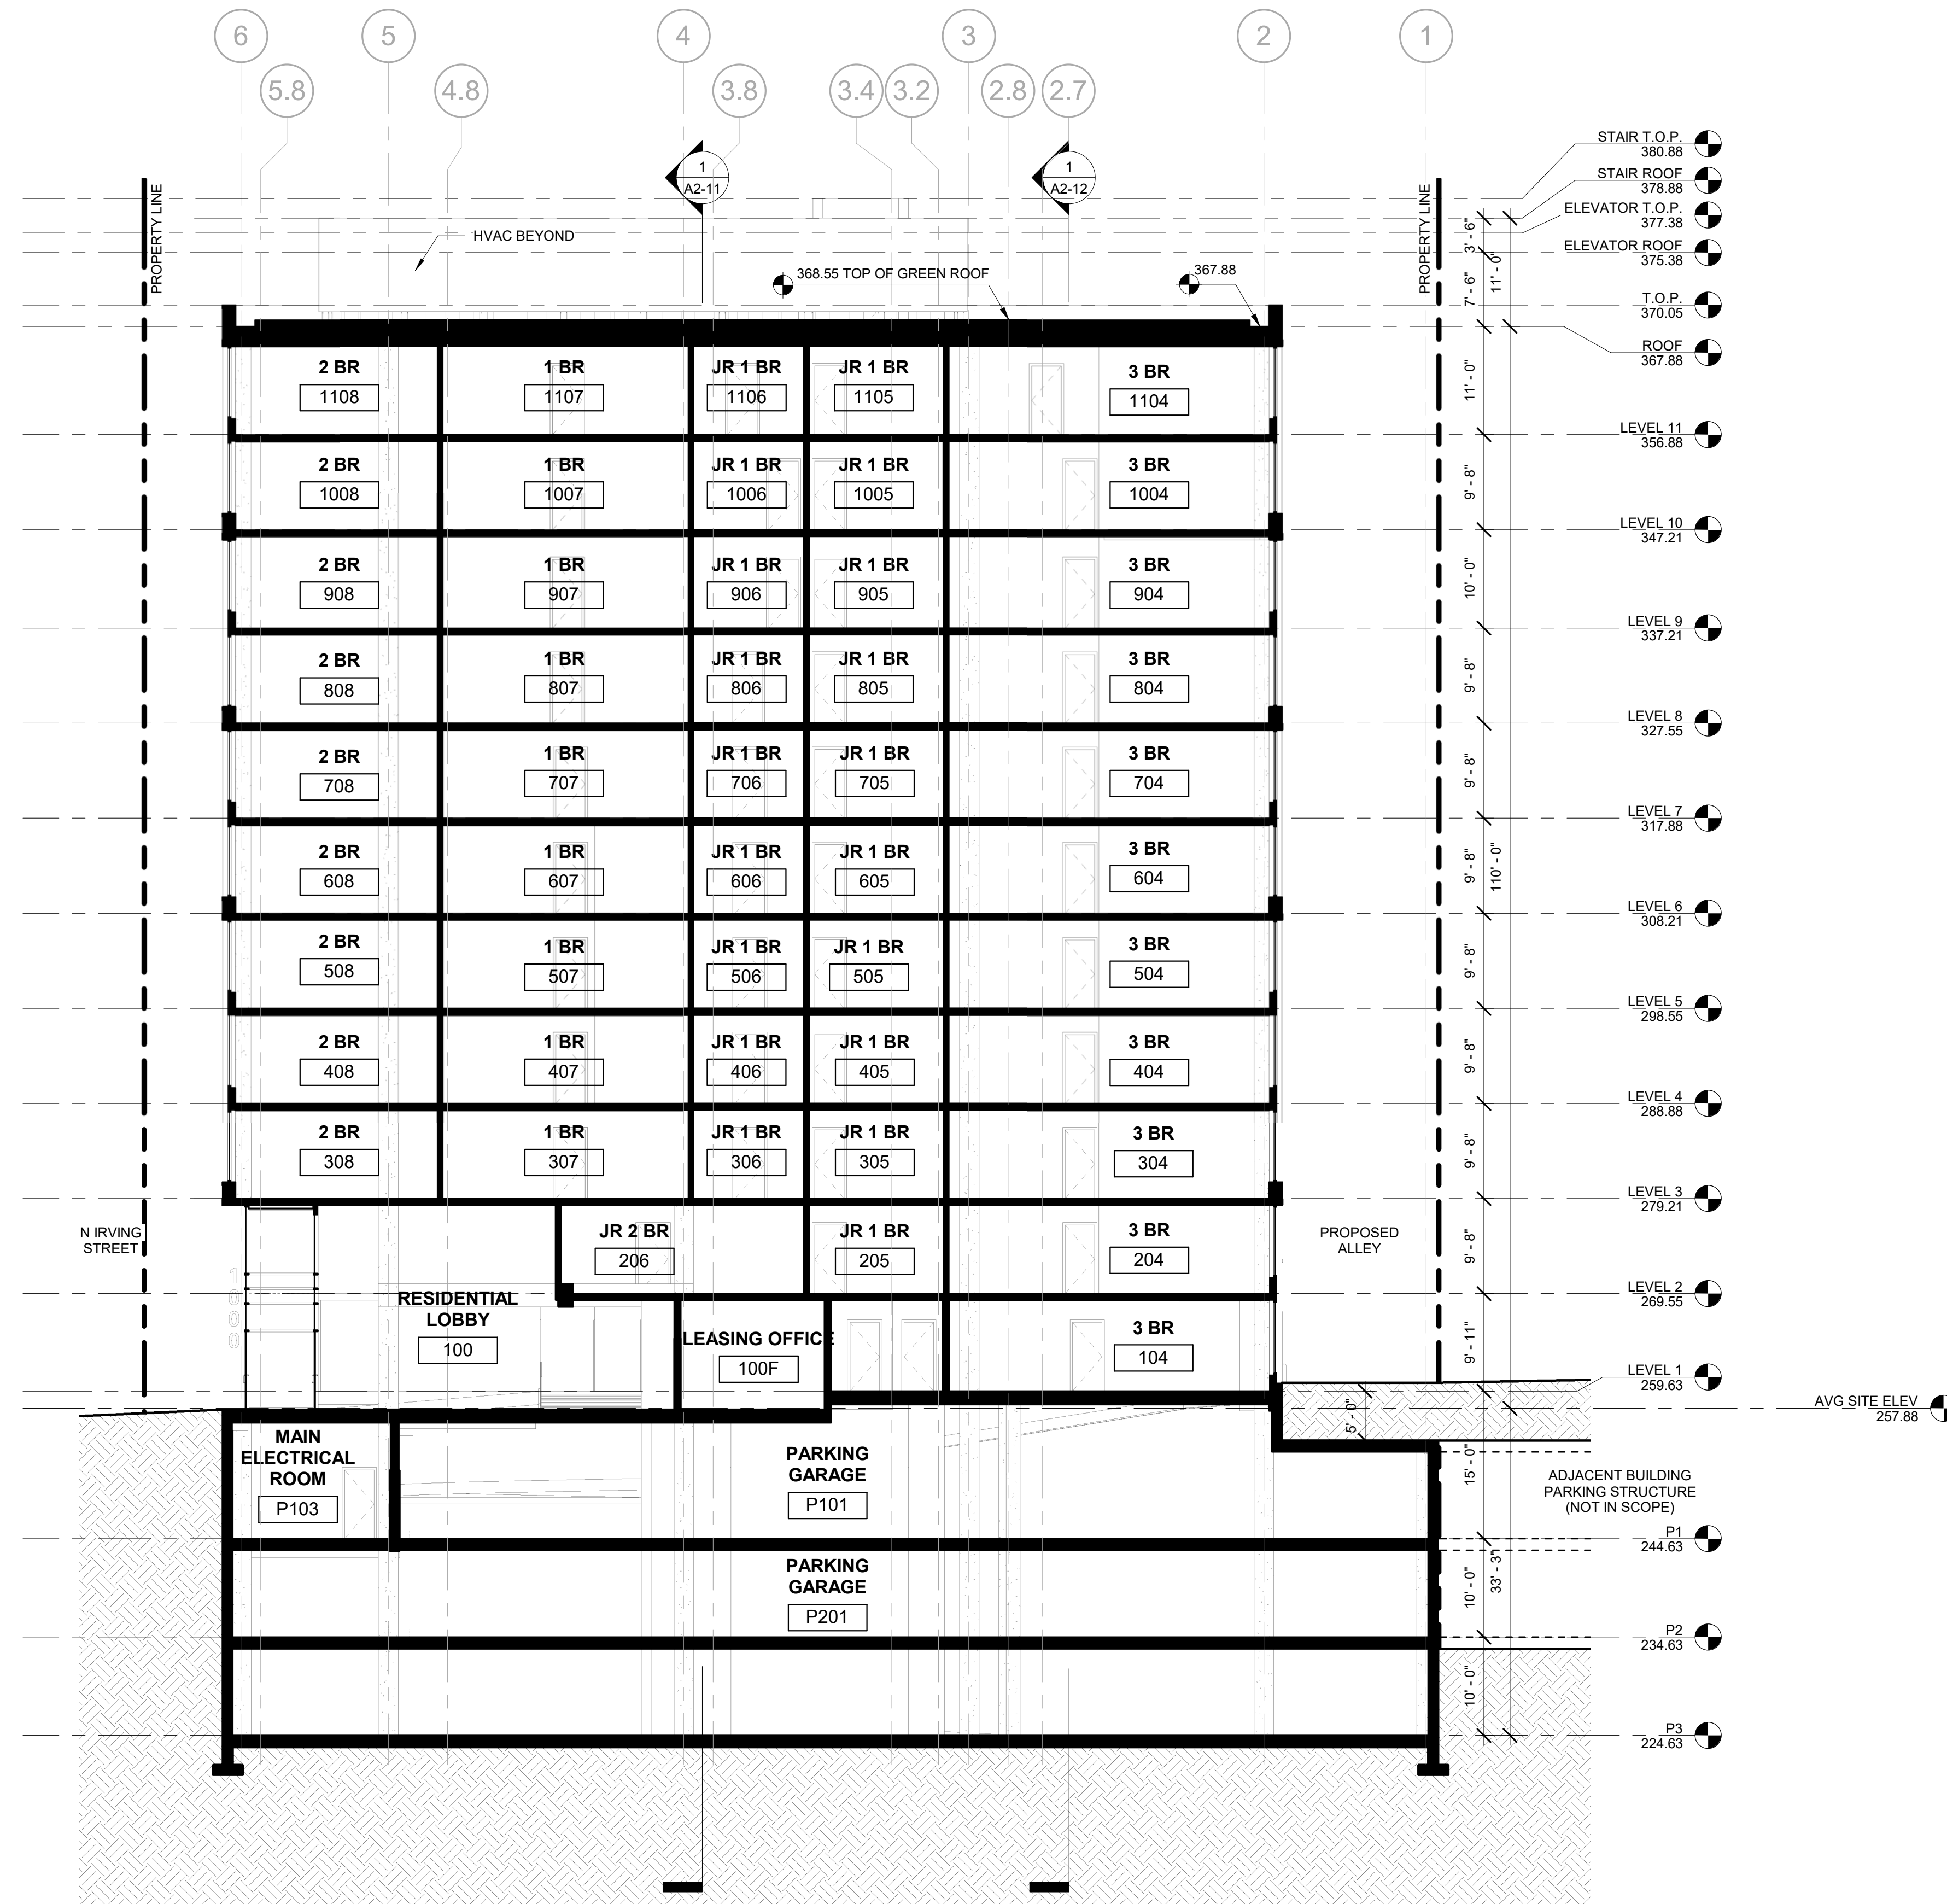 6
5
4
3
2
1
5.8
4.8
3.8
3.4
3.2
2.8
2.7
1
A2-11
1
A2-12
PROPERTY LINE
PROPERTY LINE
HVAC BEYOND
368.55 TOP OF GREEN ROOF
367.88
STAIR T.O.P.
380.88
STAIR ROOF
378.88
ELEVATOR T.O.P.
377.38
ELEVATOR ROOF
375.38
T.O.P.
370.05
ROOF
367.88
3' - 6"
7' - 6"
11' - 0"
2 BR
1108
1 BR
1107
JR 1 BR
1106
JR 1 BR
1105
3 BR
1104
11' - 0"
LEVEL 11
356.88
2 BR
1008
1 BR
1007
JR 1 BR
1006
JR 1 BR
1005
3 BR
1004
9' - 8"
LEVEL 10
347.21
2 BR
908
1 BR
907
JR 1 BR
906
JR 1 BR
905
3 BR
904
10' - 0"
LEVEL 9
337.21
2 BR
808
1 BR
807
JR 1 BR
806
JR 1 BR
805
3 BR
804
9' - 8"
LEVEL 8
327.55
2 BR
708
1 BR
707
JR 1 BR
706
JR 1 BR
705
3 BR
704
9' - 8"
LEVEL 7
317.88
2 BR
608
1 BR
607
JR 1 BR
606
JR 1 BR
605
3 BR
604
9' - 8"
110' - 0"
LEVEL 6
308.21
2 BR
508
1 BR
507
JR 1 BR
506
JR 1 BR
505
3 BR
504
9' - 8"
LEVEL 5
298.55
2 BR
408
1 BR
407
JR 1 BR
406
JR 1 BR
405
3 BR
404
9' - 8"
LEVEL 4
288.88
2 BR
308
1 BR
307
JR 1 BR
306
JR 1 BR
305
3 BR
304
9' - 8"
LEVEL 3
279.21
N IRVING
STREET
1000
JR 2 BR
206
JR 1 BR
205
3 BR
204
PROPOSED
ALLEY
9' - 8"
LEVEL 2
269.55
RESIDENTIAL
LOBBY
100
LEASING OFFICE
100F
3 BR
104
9' - 11"
LEVEL 1
259.63
AVG SITE ELEV
257.88
5' - 0"
MAIN
ELECTRICAL
ROOM
P103
PARKING
GARAGE
P101
15' - 0"
ADJACENT BUILDING
PARKING STRUCTURE
(NOT IN SCOPE)
P1
244.63
PARKING
GARAGE
P201
10' - 0"
33' - 3"
P2
234.63
10' - 0"
P3
224.63